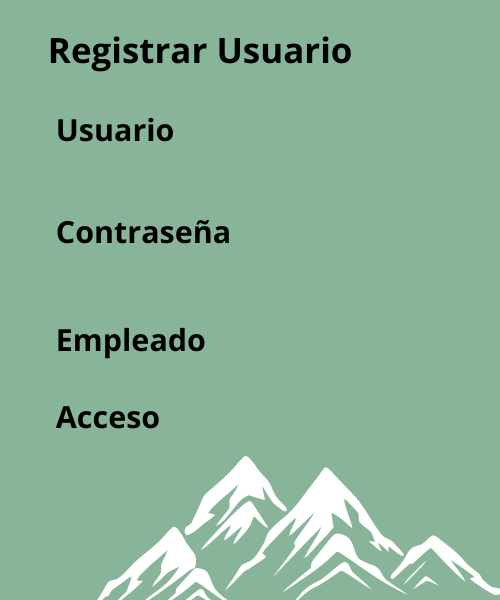 Registrar Usuario
Usuario
Contraseña
Empleado
Acceso